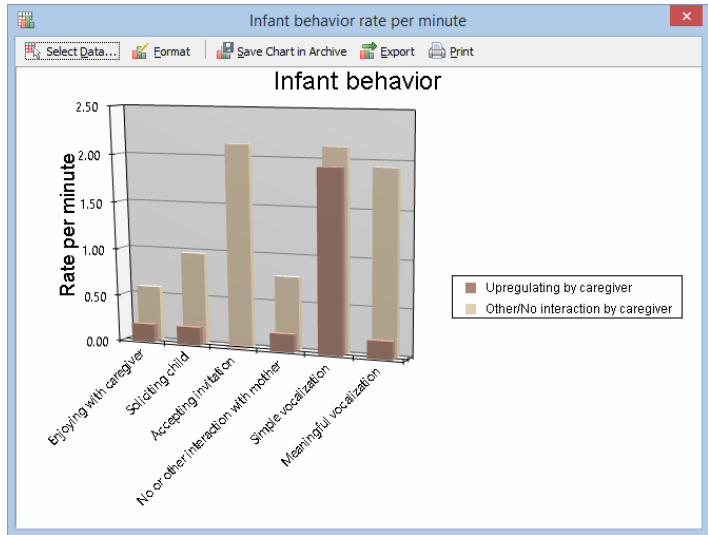 Infant behavior rate per minute
Select Data... Format Save Chart in Archive Export Print
Infant behavior
Rate per minute
2.50
2.00
1.50
1.00
0.50
0.00
Enjoying with caregiver
Soliciting child
Accepting invitation
No or other interaction with mother
Simple vocalization
Meaningful vocalization
Upregulating by caregiver
Other/No interaction by caregiver